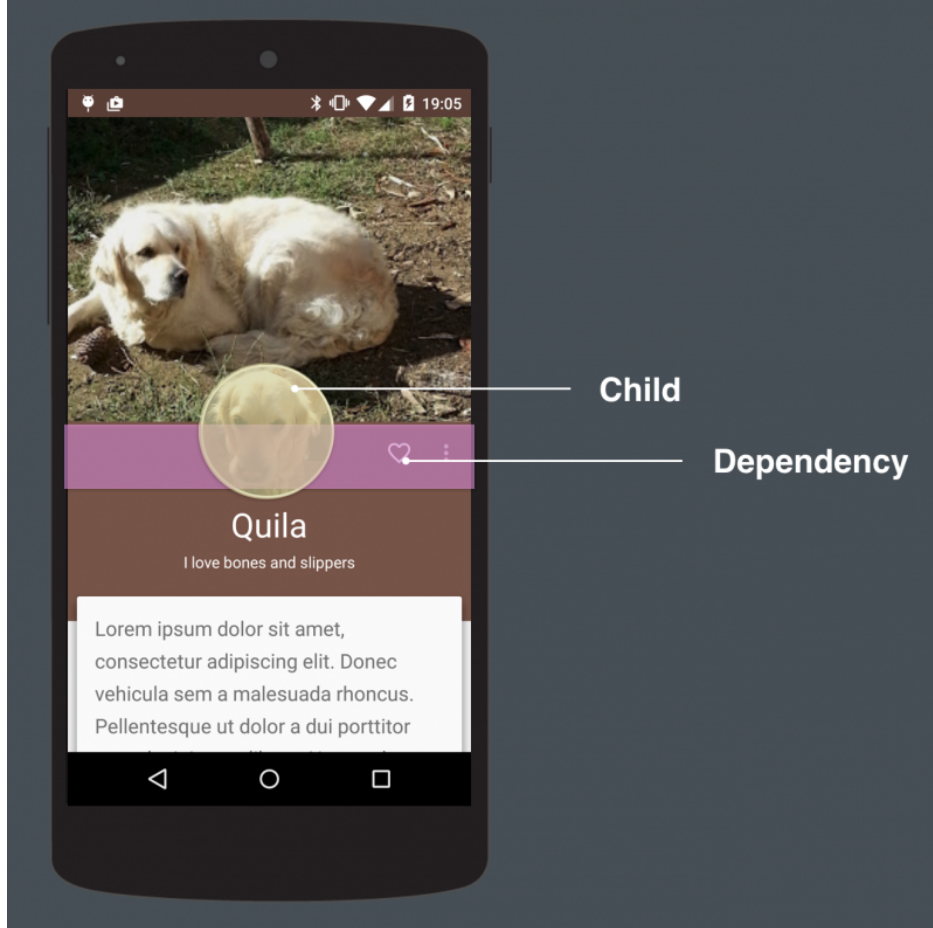 19:05
Child
Dependency
Quila
I love bones and slippers
Lorem ipsum dolor sit amet,
consectetur adipiscing elit. Donec
vehicula sem a malesuada rhoncus.
Pellentesque ut dolor a dui porttitor